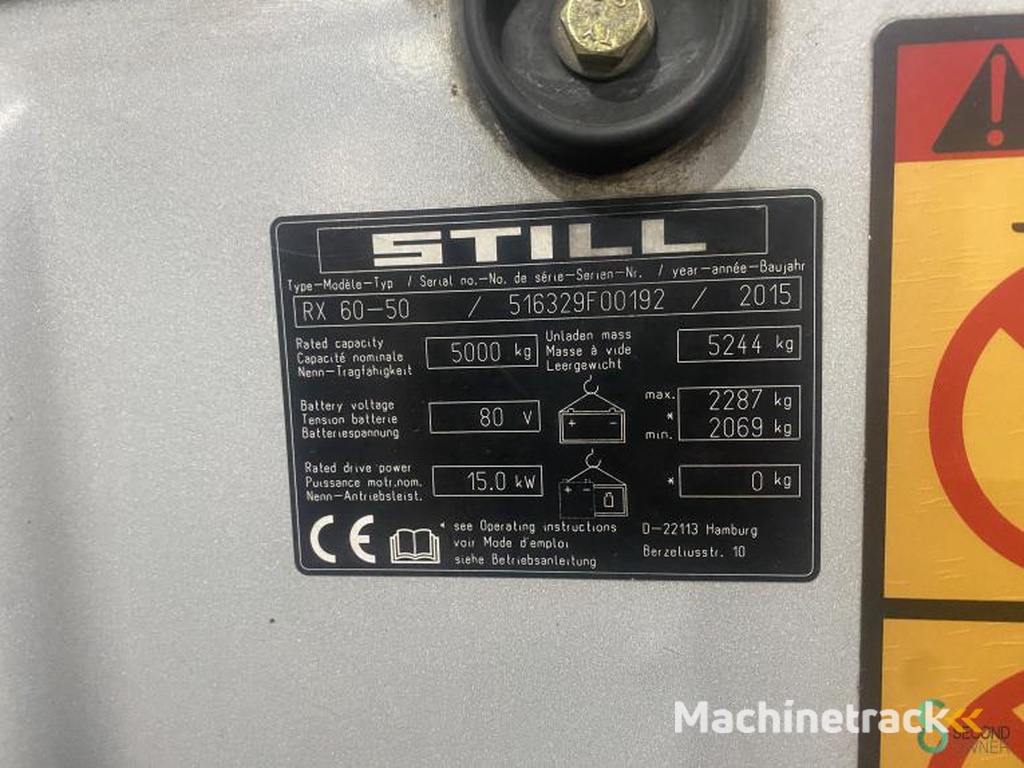 STILL
Type-Modèle-Typ / Serial no.-No. de série-Serien-Nr. / year-année-Baujahr
RX 60-50 / 516329F00192 / 2015
Rated capacity
Capacité nominale
Nenn-Tragfähigkeit
5000 kg
Unladen mass
Masse à vide
Leergewicht
5244 kg
Battery voltage
Tension batterie
Batteriespannung
80 V
+ -
max. 2287 kg
*
min. 2069 kg
Rated drive power
Puissance motr.nom.
Nenn-Antriebsleist.
15.0 kW
+ -
* 0 kg
CE
* see Operating instructions
voir Mode d'emploi
siehe Betriebsanleitung
D-22113 Hamburg
Berzeliusstr. 10
Machinetrack
SECOND
OWNER